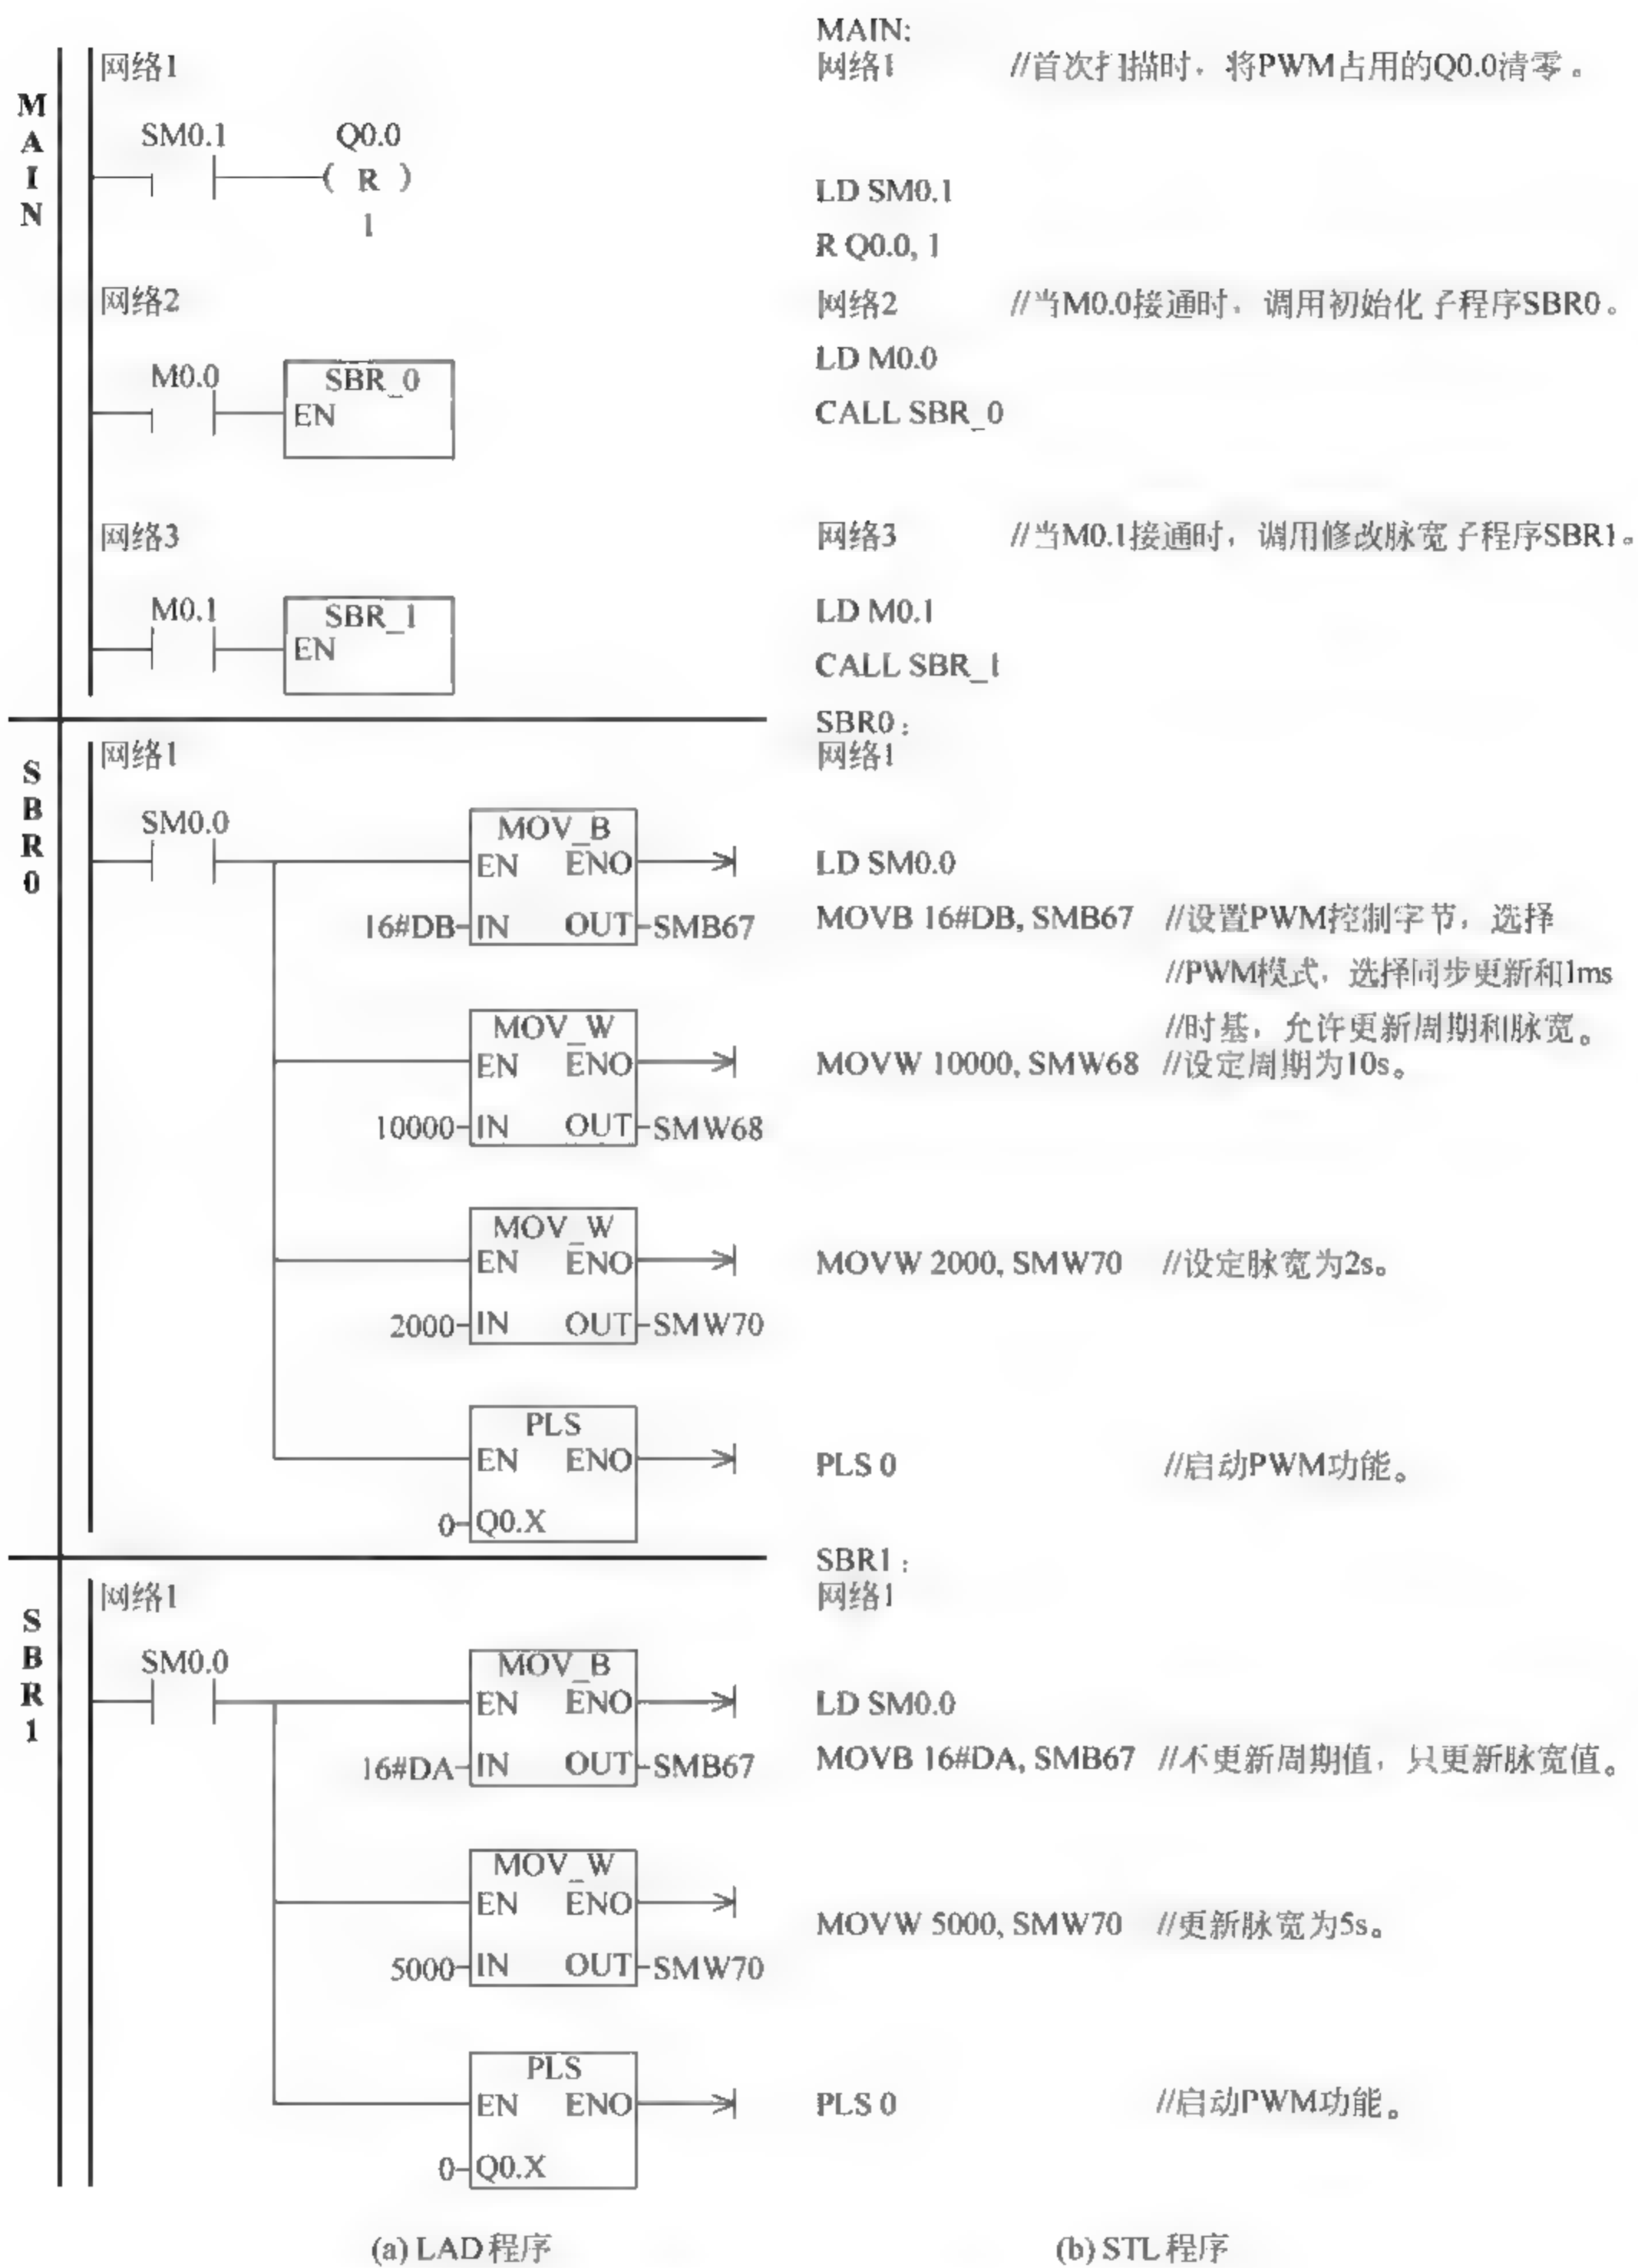 MAIN
网络1
SM0.1
Q0.0
( R )
1
网络2
M0.0
SBR_0
EN
网络3
M0.1
SBR_1
EN
SBR0
网络1
SM0.0
MOV_B
EN ENO
16#DB IN OUT SMB67
MOV_W
EN ENO
10000 IN OUT SMW68
MOV_W
EN ENO
2000 IN OUT SMW70
PLS
EN ENO
0 Q0.X
SBR1
网络1
SM0.0
MOV_B
EN ENO
16#DA IN OUT SMB67
MOV_W
EN ENO
5000 IN OUT SMW70
PLS
EN ENO
0 Q0.X
(a) LAD 程序
MAIN:
网络1 //首次扫描时，将PWM占用的Q0.0清零。
LD SM0.1
R Q0.0, 1
网络2 //当M0.0接通时，调用初始化子程序SBR0。
LD M0.0
CALL SBR_0
网络3 //当M0.1接通时，调用修改脉宽子程序SBR1。
LD M0.1
CALL SBR_1
SBR0：
网络1
LD SM0.0
MOVB 16#DB, SMB67 //设置PWM控制字节，选择
//PWM模式，选择同步更新和1ms
//时基，允许更新周期和脉宽。
MOVW 10000, SMW68 //设定周期为10s。
MOVW 2000, SMW70 //设定脉宽为2s。
PLS 0 //启动PWM功能。
SBR1：
网络1
LD SM0.0
MOVB 16#DA, SMB67 //不更新周期值，只更新脉宽值。
MOVW 5000, SMW70 //更新脉宽为5s。
PLS 0 //启动PWM功能。
(b) STL 程序